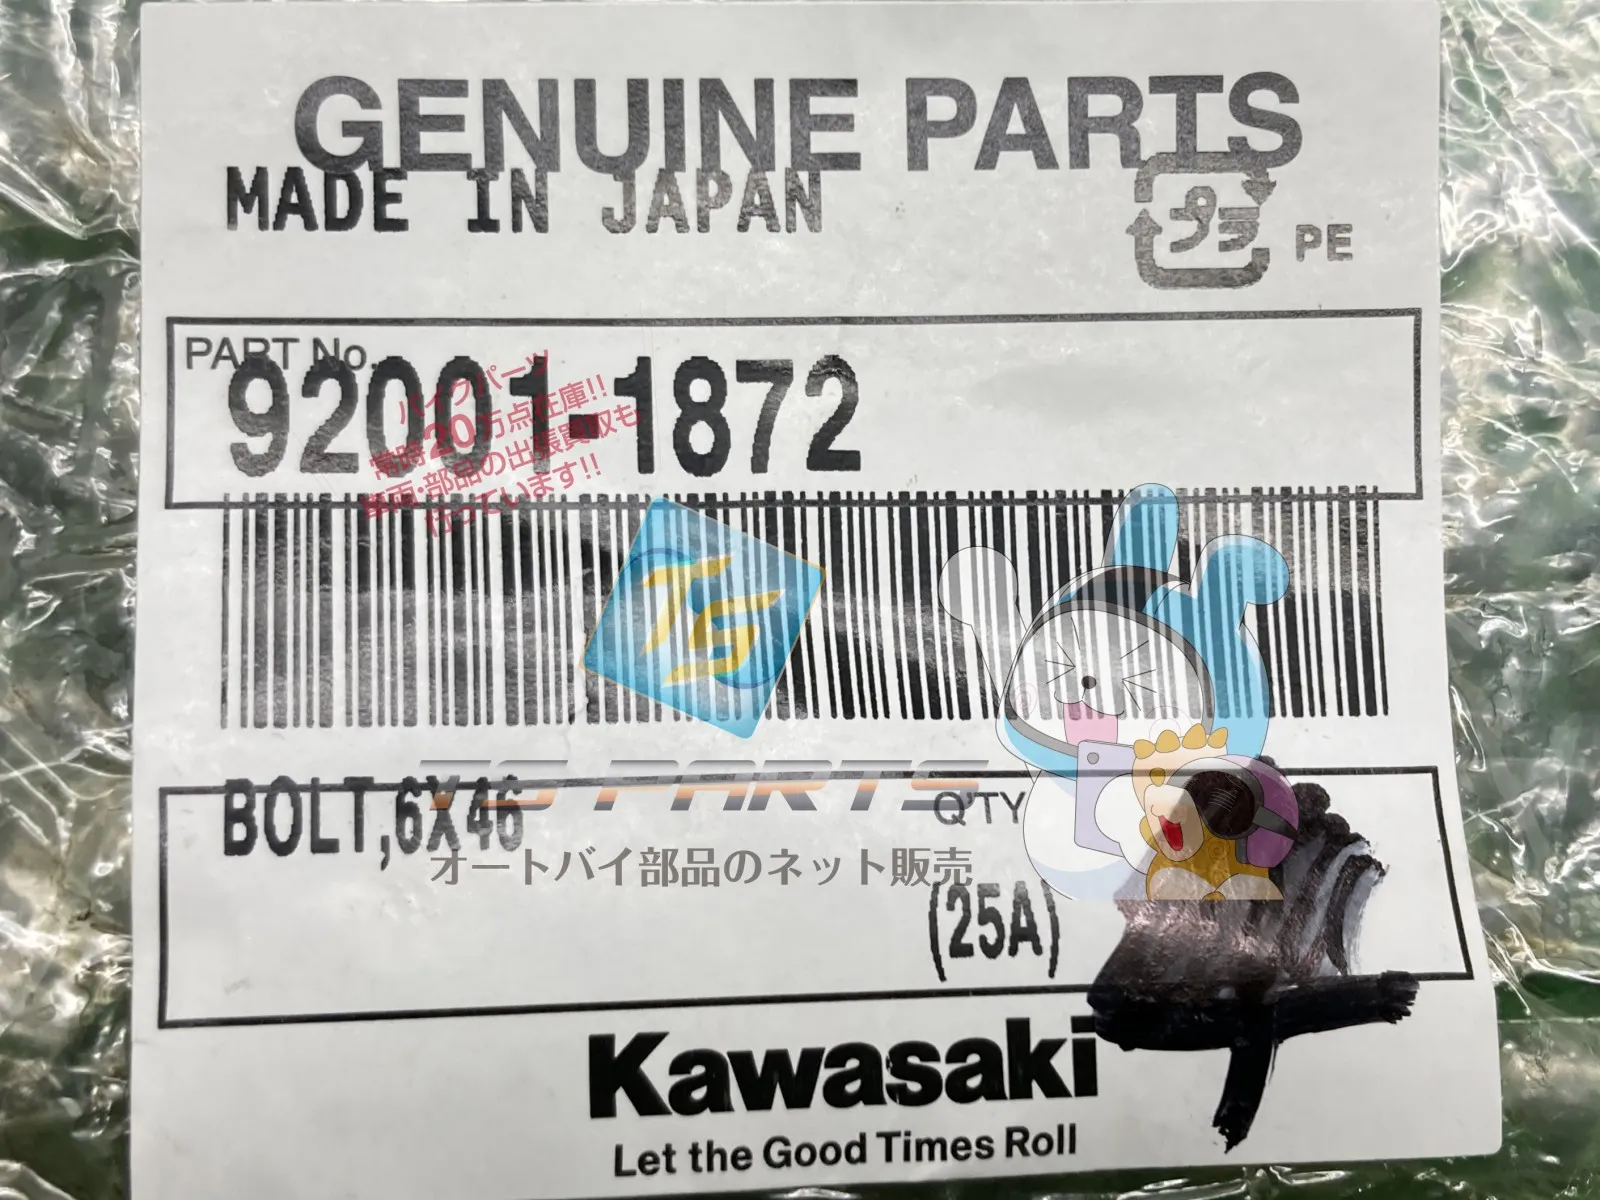 GENUINE PARTS
MADE IN JAPAN
プラ PE
PART No.
92001-1872
バイクパーツ
常時20万点在庫!!
車両・部品の出張買取も
行っています!!
TS
TS PARTS
BOLT,6X46
Q'TY
オートバイ部品のネット販売
(25A)
Kawasaki
Let the Good Times Roll